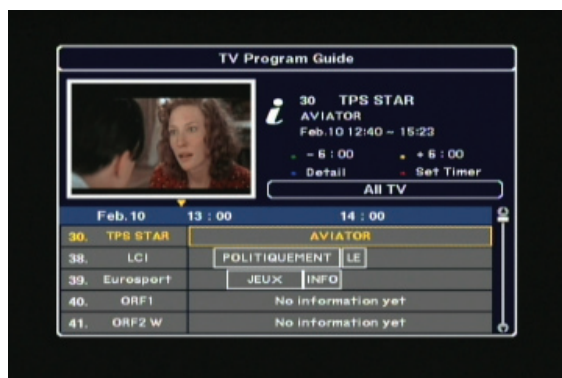 TV Program Guide
30 TPS STAR
AVIATOR
Feb.10 12:40 ~ 15:23
- 6 : 00 + 6 : 00
Detail Set Timer
All TV
Feb. 10 13 : 00 14 : 00
30. TPS STAR AVIATOR
38. LCI POLITIQUEMENT LE
39. Eurosport JEUX INFO
40. ORF1 No information yet
41. ORF2 W No information yet